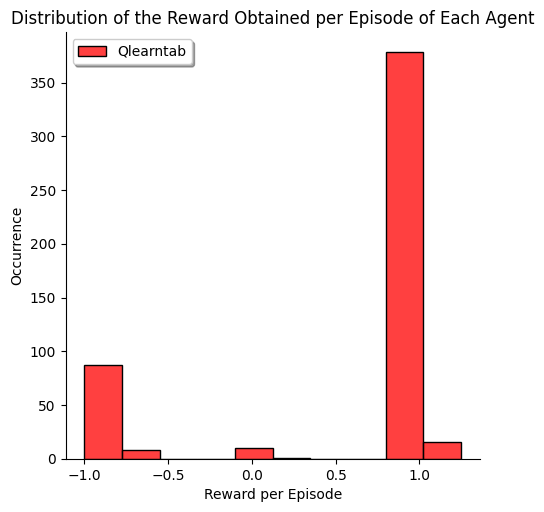 Distribution of the Reward Obtained per Episode of Each Agent
Qlearntab
350
300
250
200
150
100
50
0
Occurrence
−1.0 −0.5 0.0 0.5 1.0
Reward per Episode